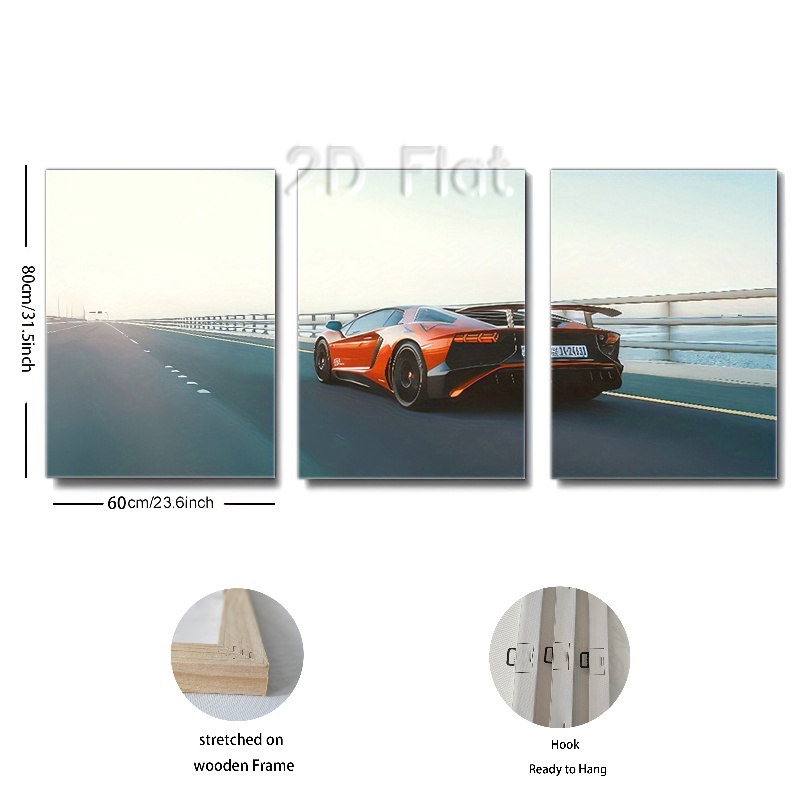 2D Flat
80cm/31.5inch
60cm/23.6inch
stretched on
wooden Frame
Hook
Ready to Hang